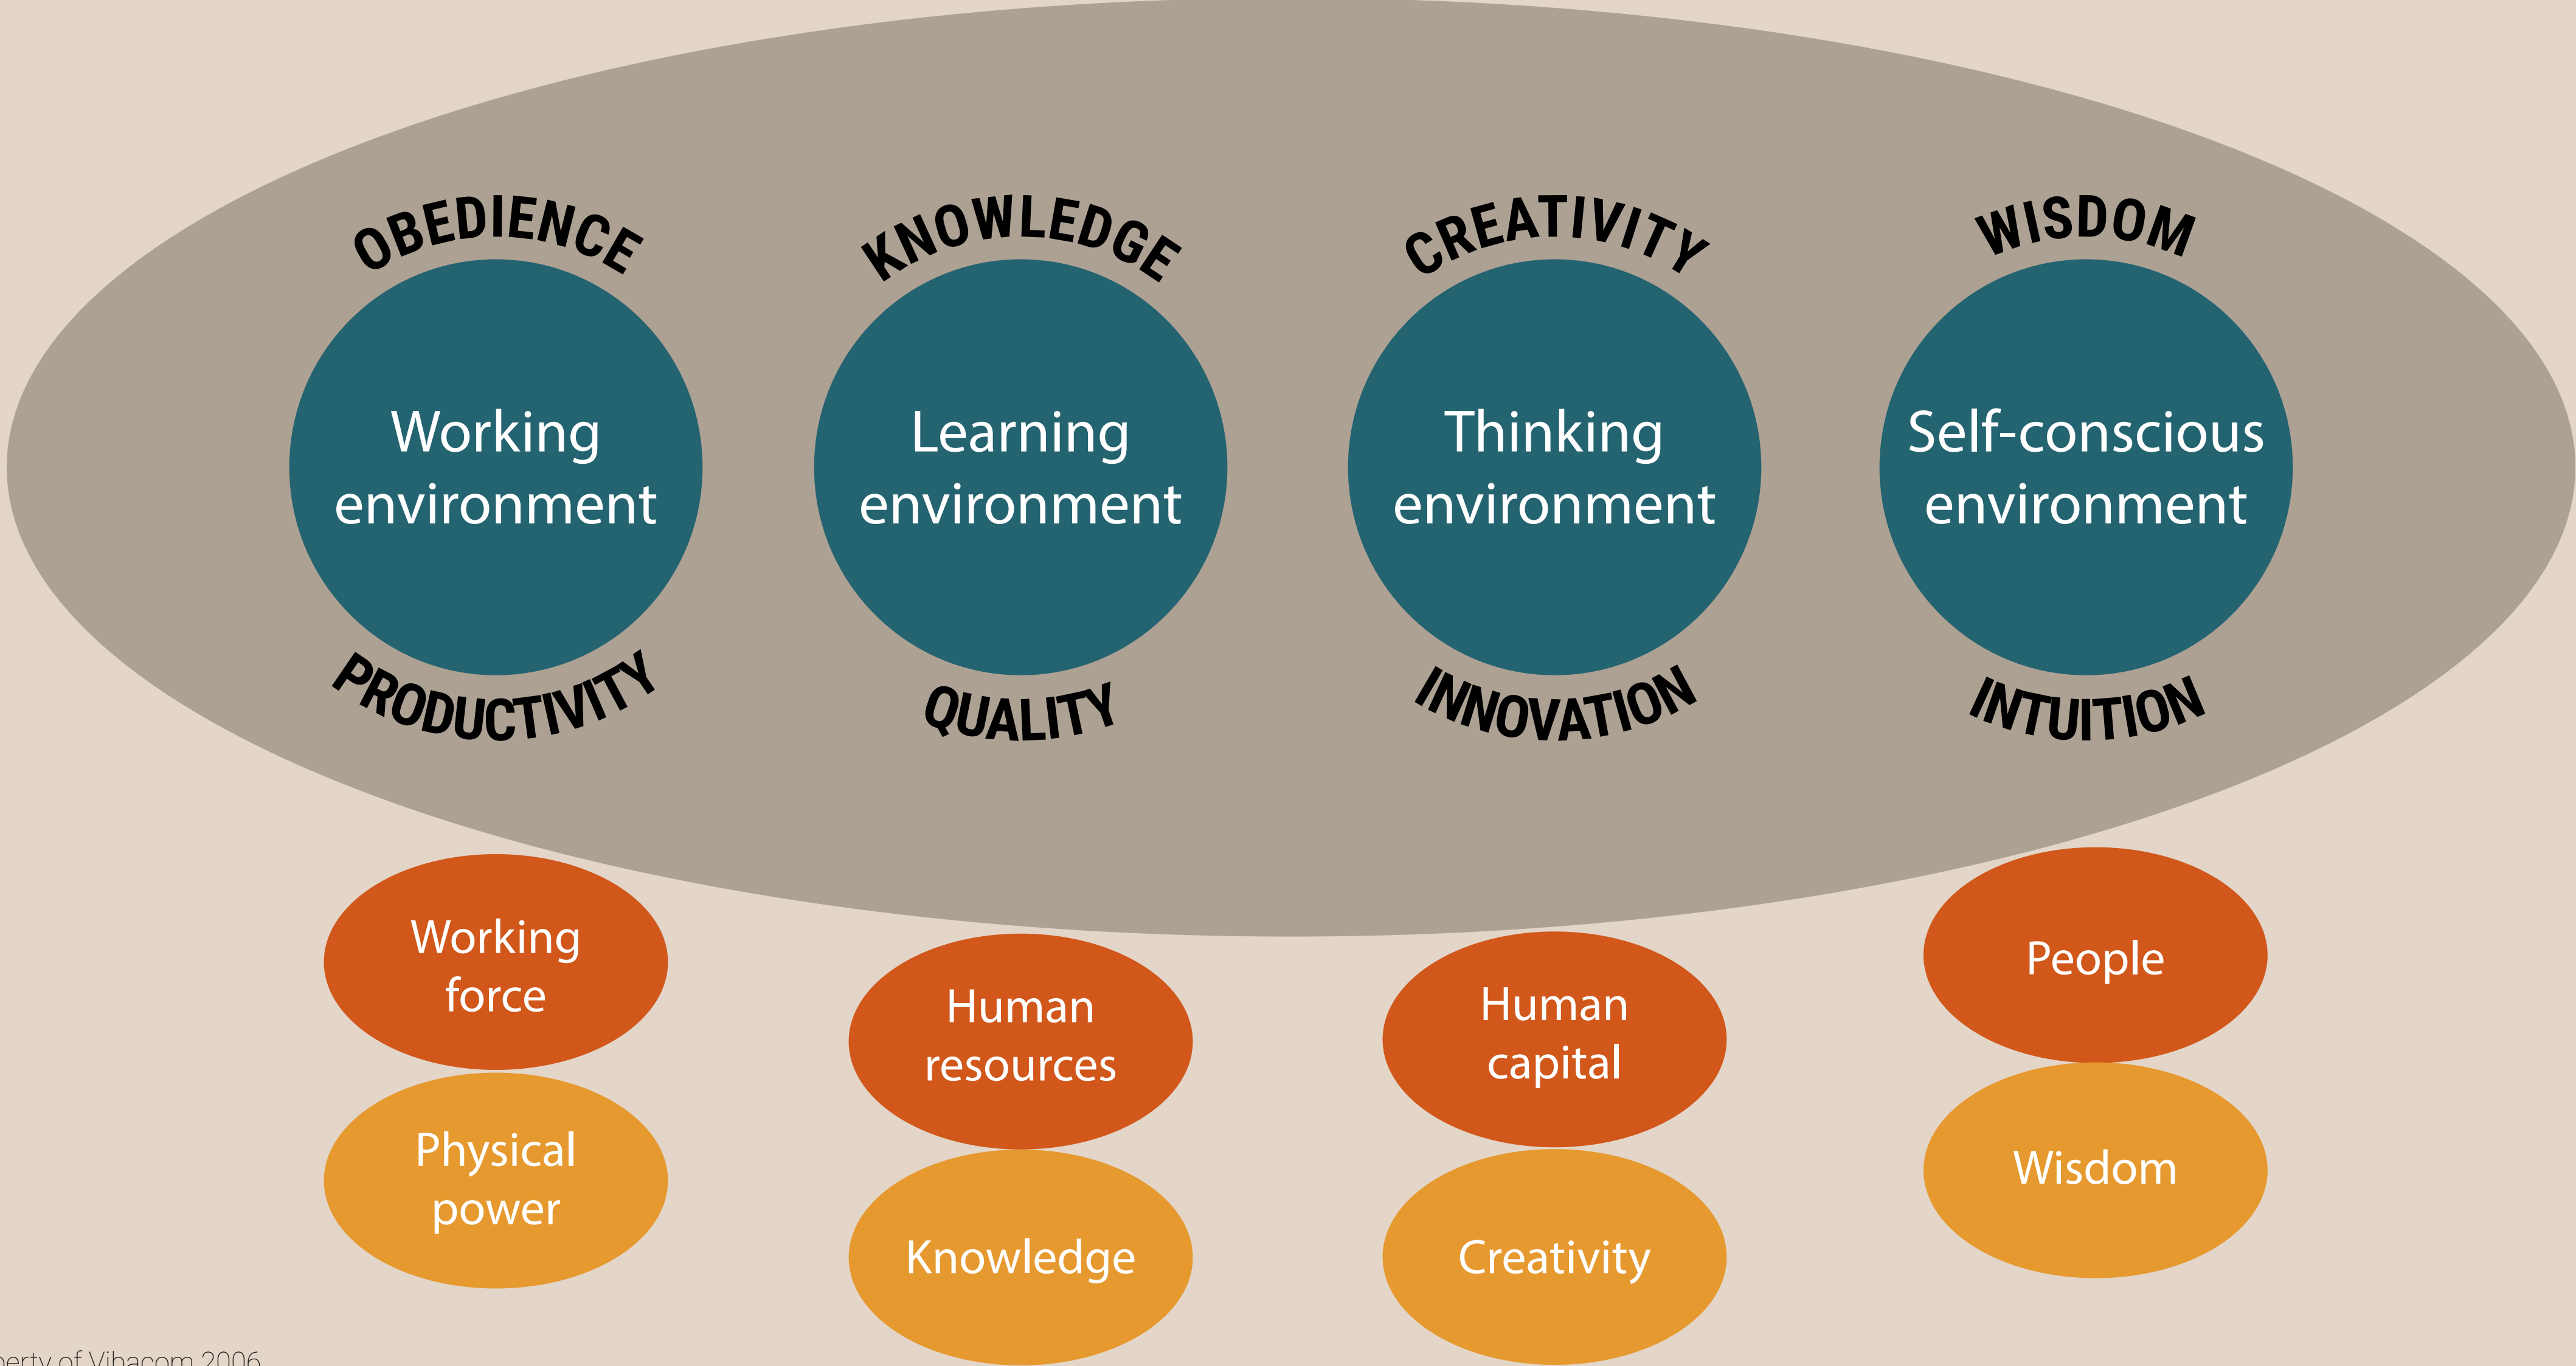 OBEDIENCE
Working
environment
PRODUCTIVITY
KNOWLEDGE
Learning
environment
QUALITY
CREATIVITY
Thinking
environment
INNOVATION
WISDOM
Self-conscious
environment
INTUITION
Working
force
Physical
power
Human
resources
Knowledge
Human
capital
Creativity
People
Wisdom
of Vibacom 2006